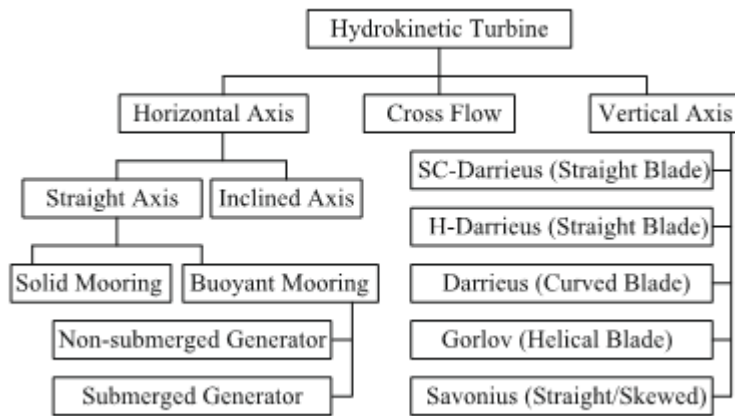 Hydrokinetic Turbine
Horizontal Axis
Cross Flow
Vertical Axis
SC-Darrieus (Straight Blade)
Straight Axis
Inclined Axis
H-Darrieus (Straight Blade)
Solid Mooring
Buoyant Mooring
Darrieus (Curved Blade)
Non-submerged Generator
Gorlov (Helical Blade)
Submerged Generator
Savonius (Straight/Skewed)